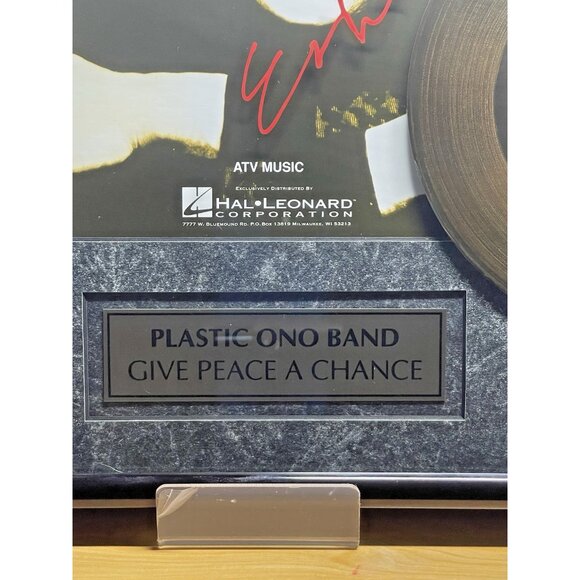 ATV MUSIC
EXCLUSIVELY DISTRIBUTED BY
HAL•LEONARD
CORPORATION
7777 W. BLUEMOUND RD. P.O. BOX 13819 MILWAUKEE, WI 53213
PLASTIC ONO BAND
GIVE PEACE A CHANCE